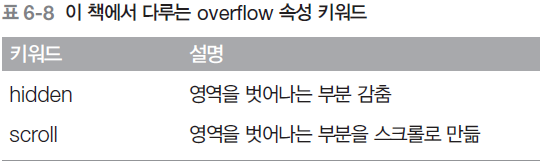 표 6-8 이 책에서 다루는 overflow 속성 키워드
키워드 설명
hidden 영역을 벗어나는 부분 감춤
scroll 영역을 벗어나는 부분을 스크롤로 만듦